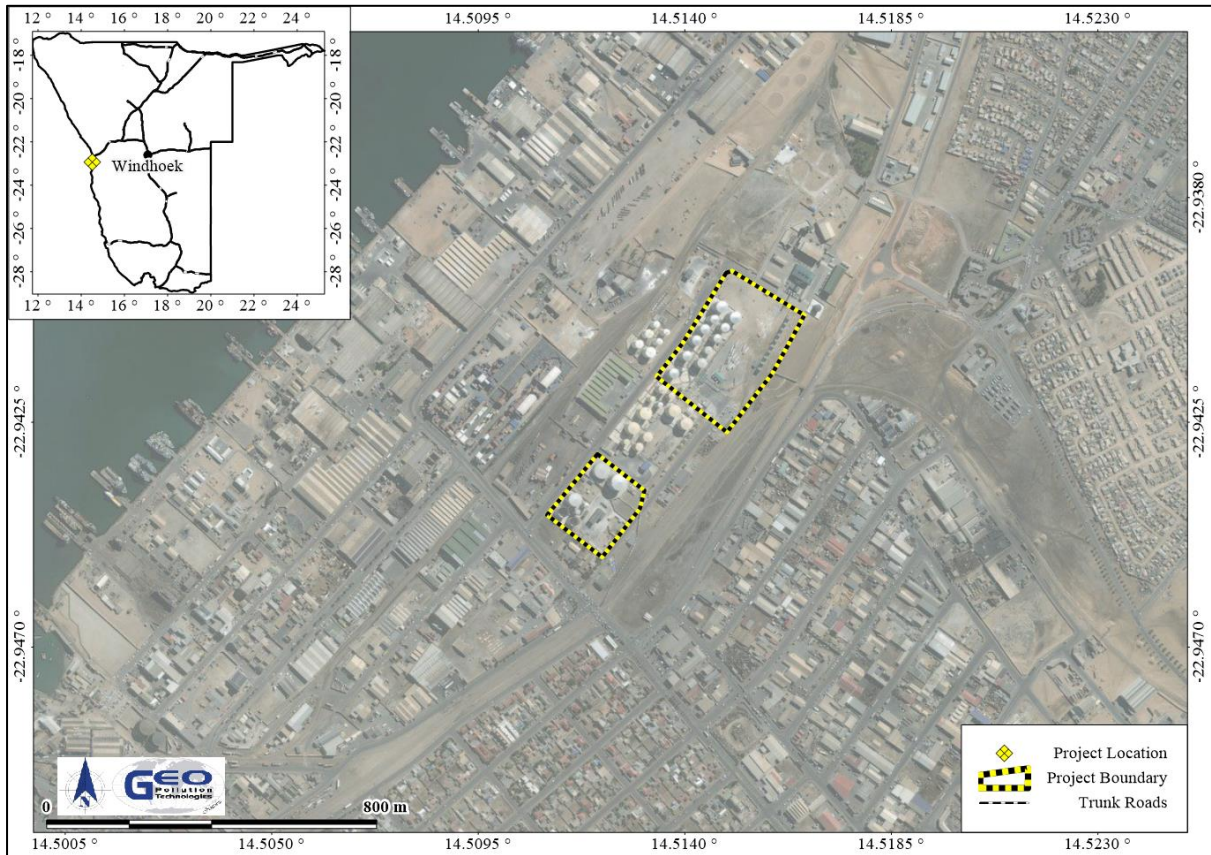 12 ° 14 ° 16 ° 18 ° 20 ° 22 ° 24 °
14.5095 ° 14.5140 ° 14.5185 ° 14.5230 °
-18 °
-20 °
-22 °
-24 °
-26 °
-28 °
-18 °
-20 °
-22 °
-24 °
-26 °
-28 °
Windhoek
12 ° 14 ° 16 ° 18 ° 20 ° 22 ° 24 °
-22.9380 °
-22.9425 °
-22.9425 °
-22.9470 °
-22.9470 °
GEO
Pollution
Technologies
0 800 m
Project Location
Project Boundary
Trunk Roads
14.5005 ° 14.5050 ° 14.5095 ° 14.5140 ° 14.5185 ° 14.5230 °